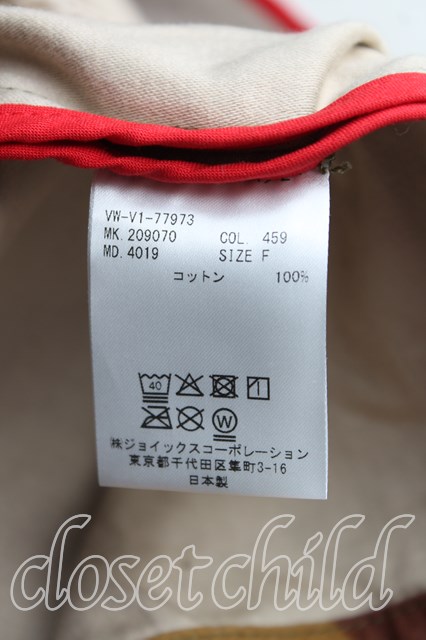 VW-V1-77973
MK. 209070 COL. 459
MD. 4019 SIZE F
コットン 100%
40
W
㈱ジョイックスコーポレーション
東京都千代田区隼町3-16
日本製
closet child